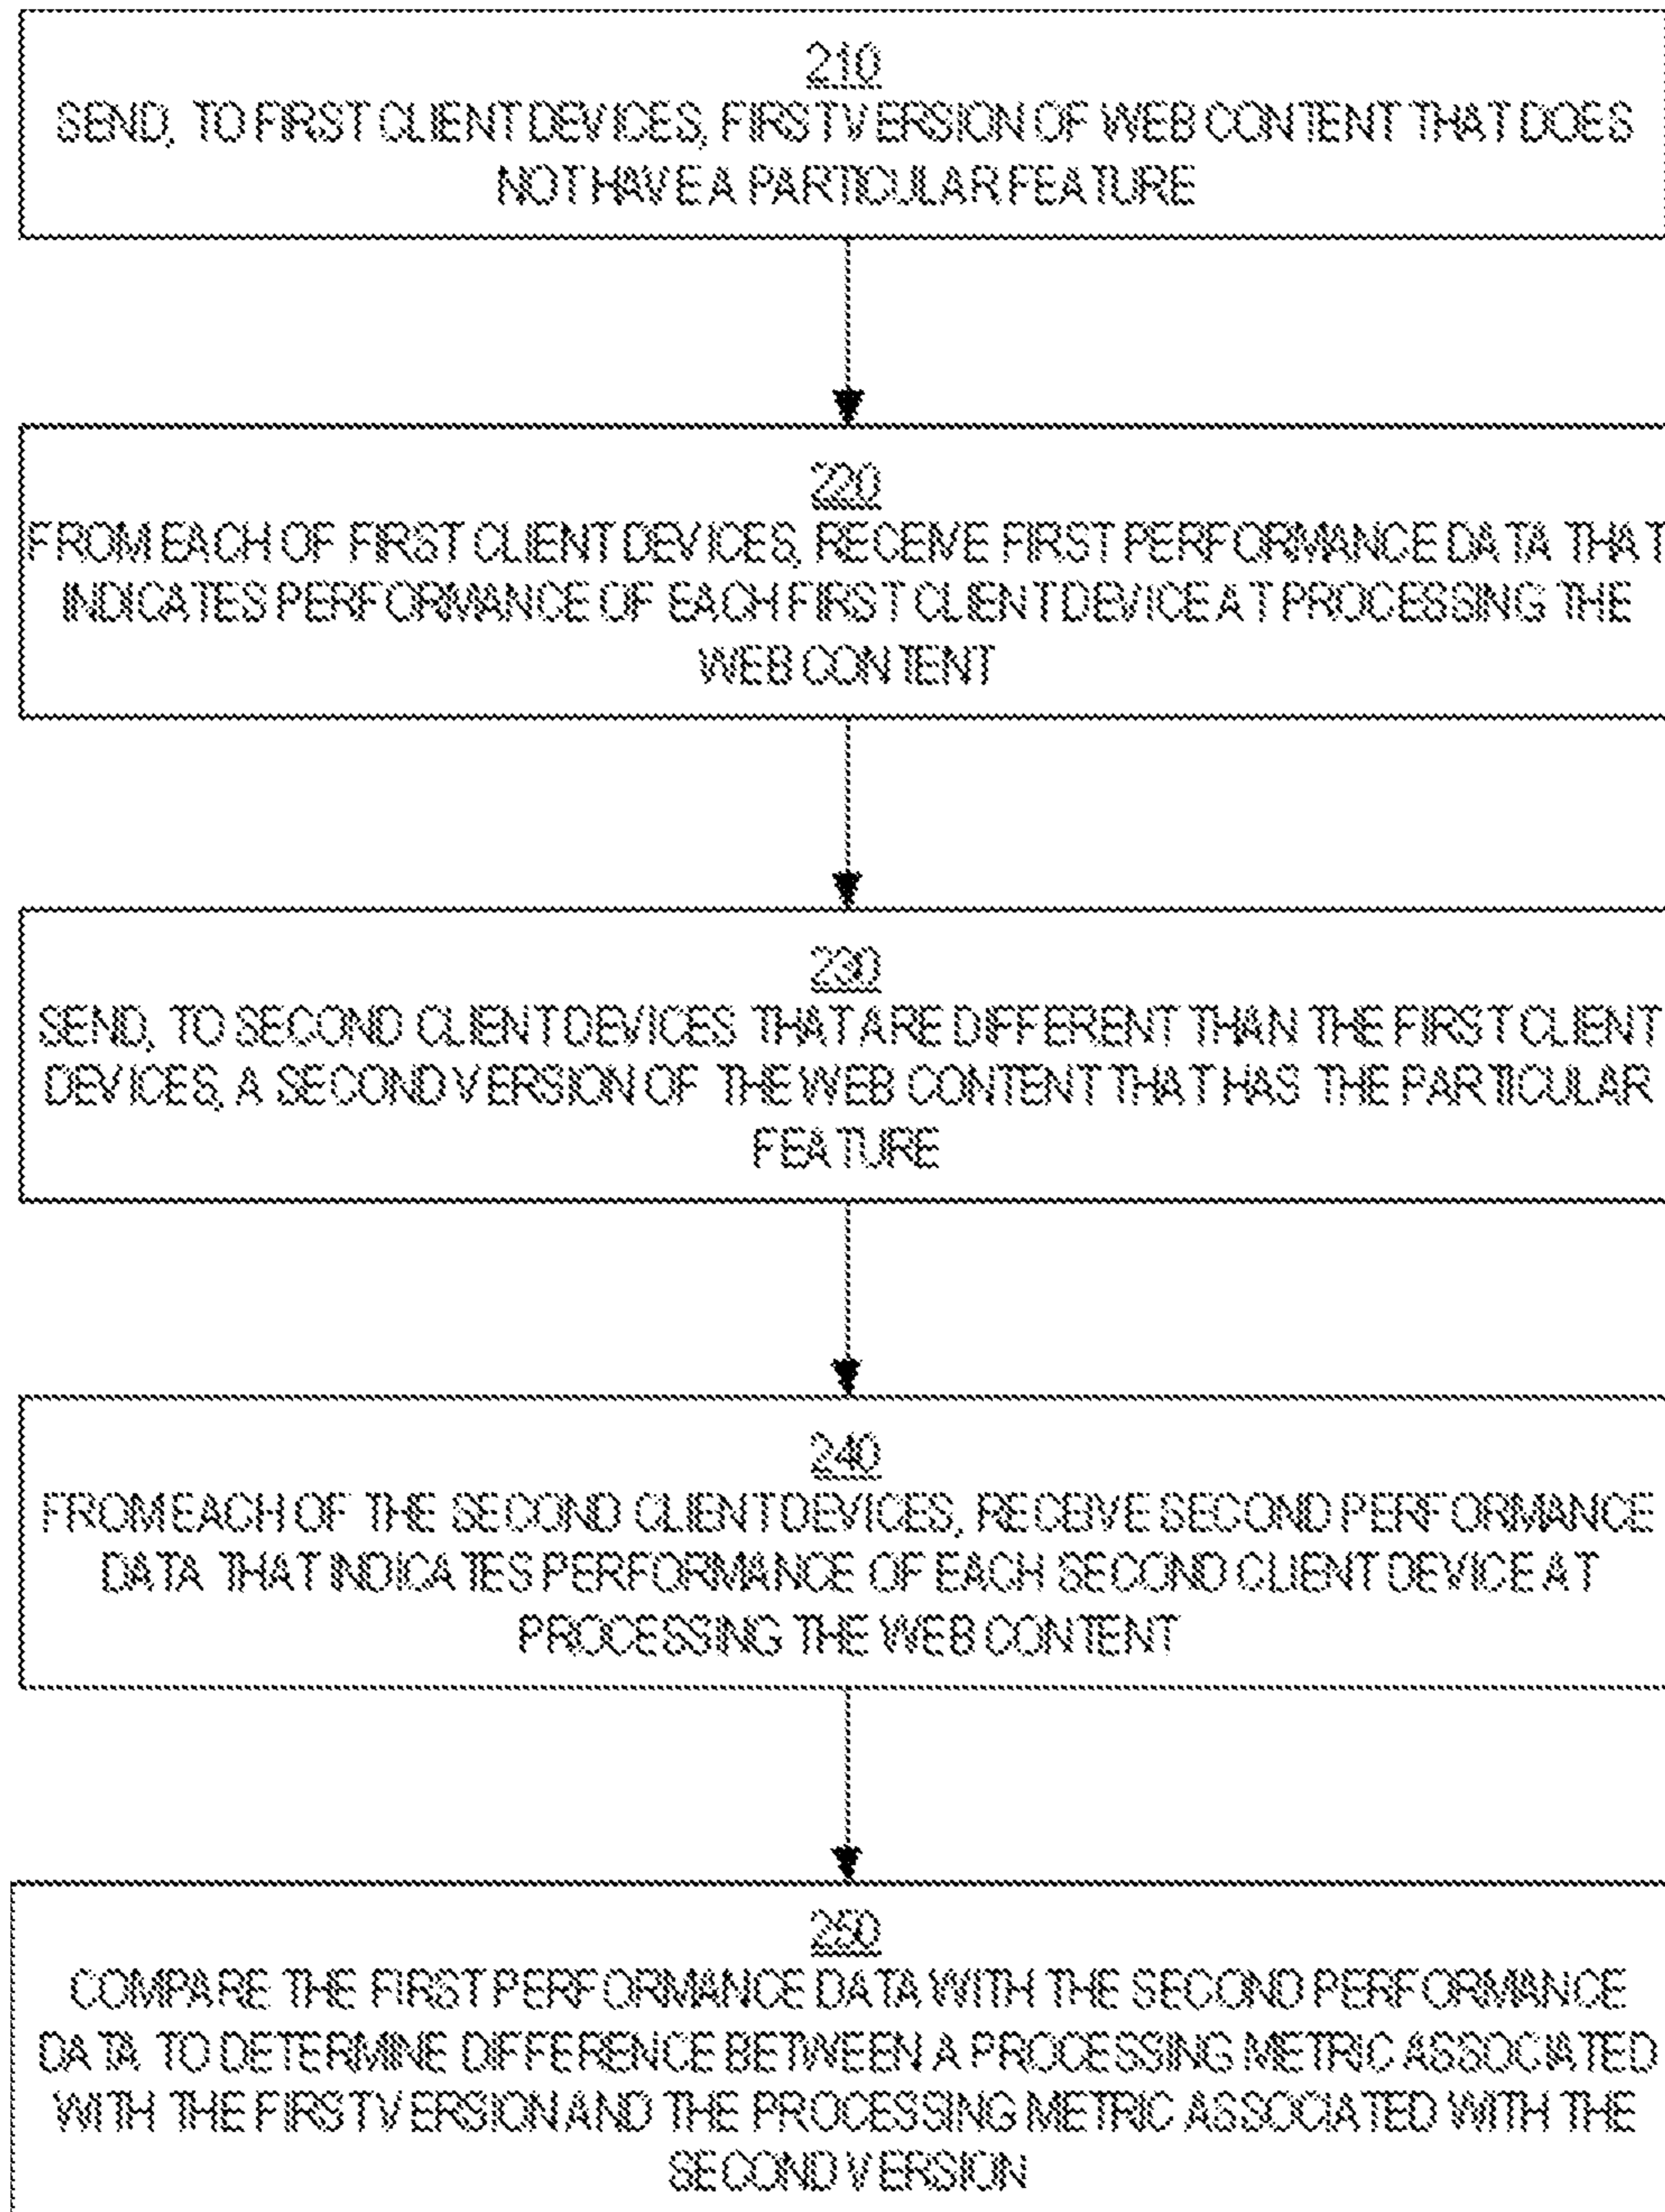 210
SEND, TO FIRST CLIENT DEVICES, FIRST VERSION OF WEB CONTENT THAT DOES
NOT HAVE A PARTICULAR FEATURE
220
FROM EACH OF FIRST CLIENT DEVICES, RECEIVE FIRST PERFORMANCE DATA THAT
INDICATES PERFORMANCE OF EACH FIRST CLIENT DEVICE AT PROCESSING THE
WEB CONTENT
230
SEND, TO SECOND CLIENT DEVICES THAT ARE DIFFERENT THAN THE FIRST CLIENT
DEVICES, A SECOND VERSION OF THE WEB CONTENT THAT HAS THE PARTICULAR
FEATURE
240
FROM EACH OF THE SECOND CLIENT DEVICES, RECEIVE SECOND PERFORMANCE
DATA THAT INDICATES PERFORMANCE OF EACH SECOND CLIENT DEVICE AT
PROCESSING THE WEB CONTENT
250
COMPARE THE FIRST PERFORMANCE DATA WITH THE SECOND PERFORMANCE
DATA TO DETERMINE DIFFERENCE BETWEEN A PROCESSING METRIC ASSOCIATED
WITH THE FIRST VERSION AND THE PROCESSING METRIC ASSOCIATED WITH THE
SECOND VERSION